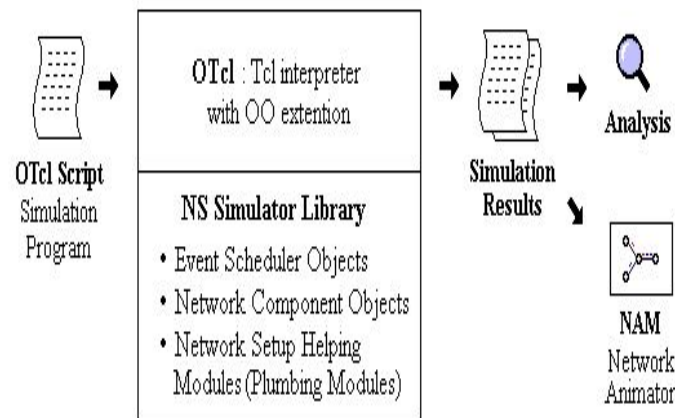 OTcl Script
Simulation
Program
OTcl : Tcl interpreter
with OO extention
NS Simulator Library
• Event Scheduler Objects
• Network Component Objects
• Network Setup Helping
Modules (Plumbing Modules)
Simulation
Results
Analysis
NAM
Network
Animator